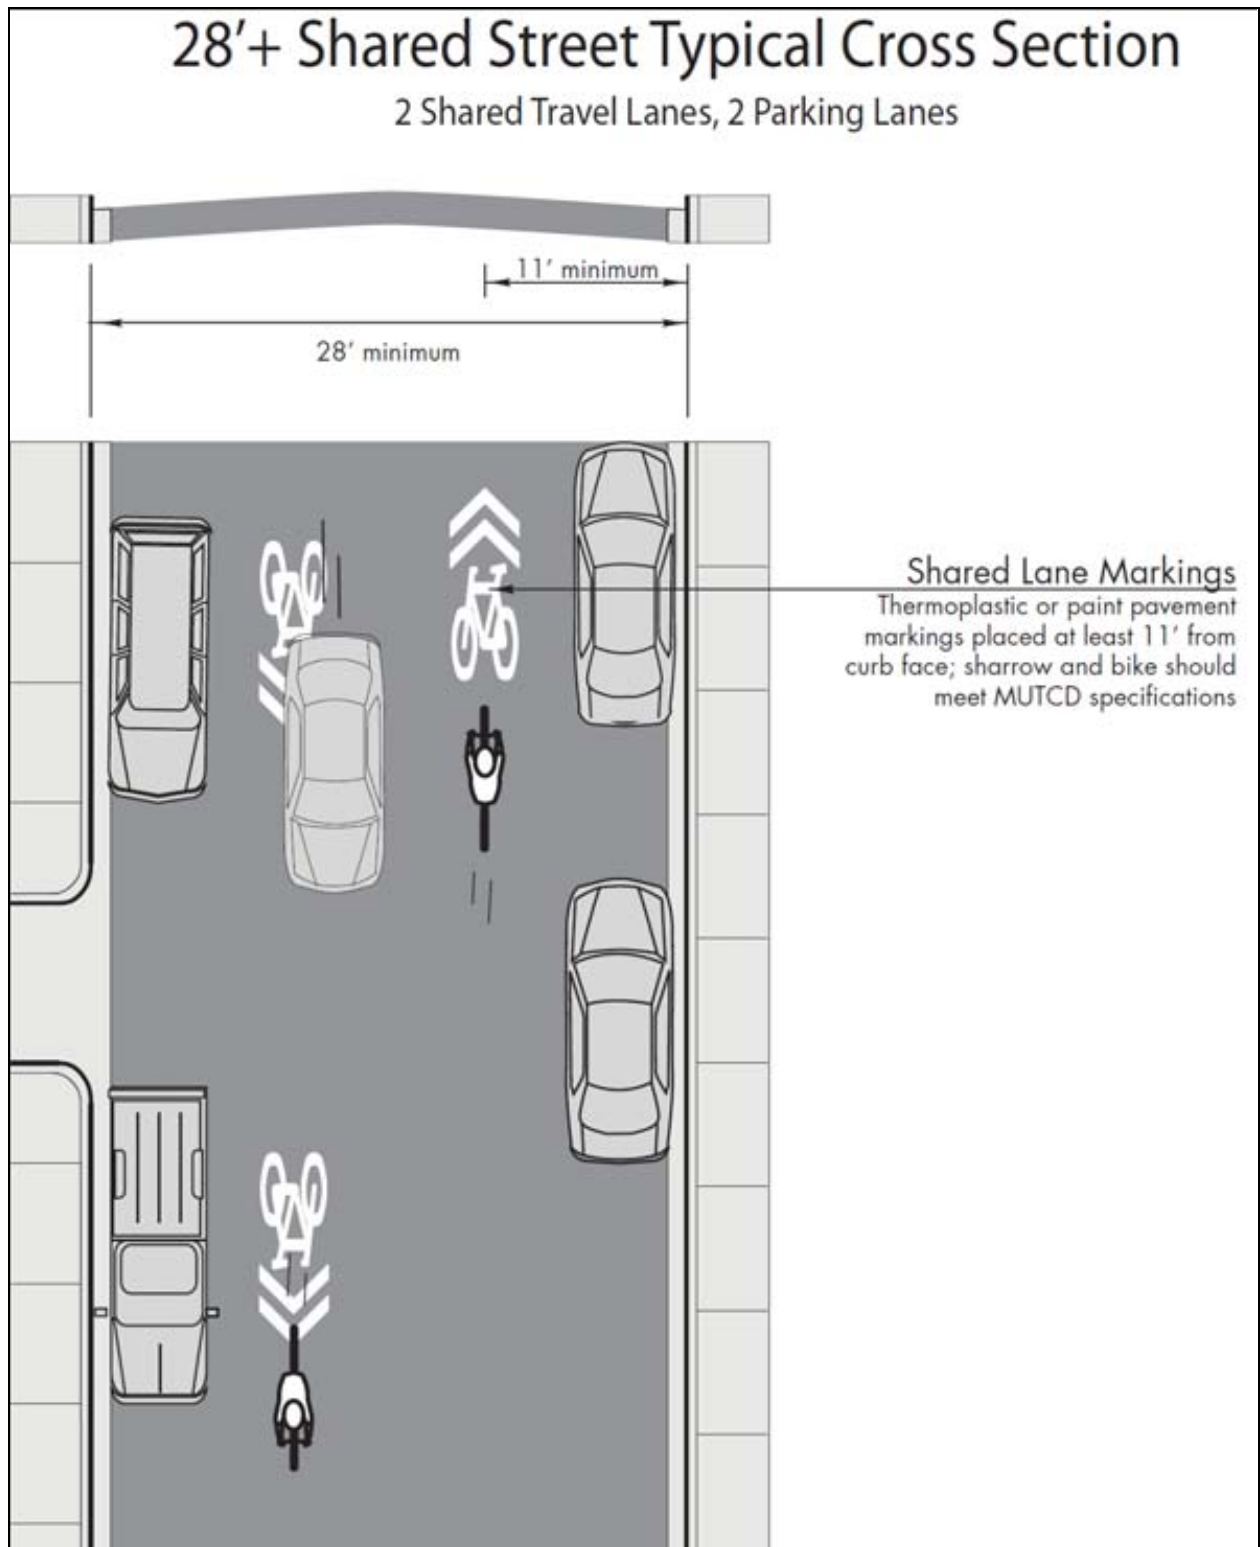 28’+ Shared Street Typical Cross Section
2 Shared Travel Lanes, 2 Parking Lanes
11’ minimum
28’ minimum
Shared Lane Markings
Thermoplastic or paint pavement
markings placed at least 11’ from
curb face; sharrow and bike should
meet MUTCD specifications